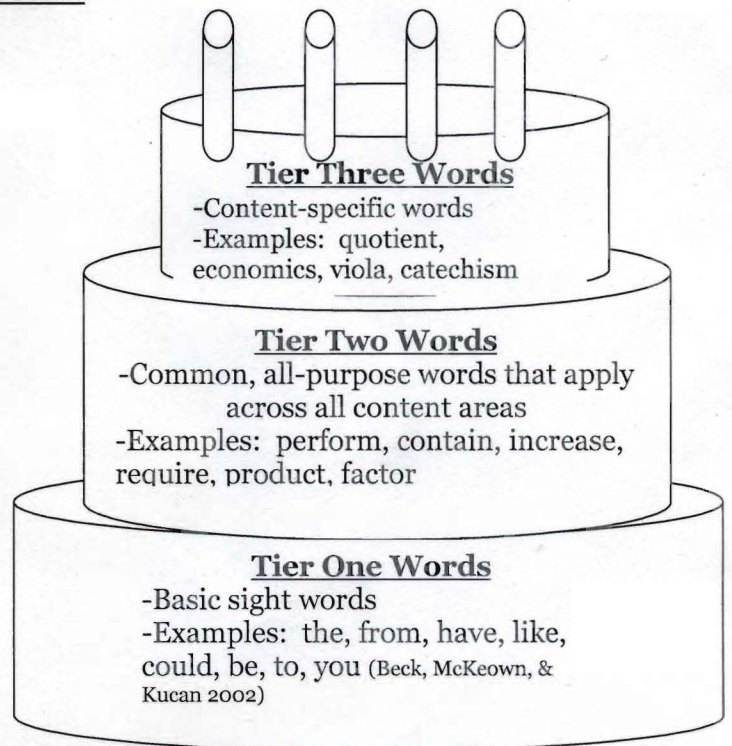 Tier Three Words
-Content-specific words
-Examples: quotient,
economics, viola, catechism
Tier Two Words
-Common, all-purpose words that apply
across all content areas
-Examples: perform, contain, increase,
require, product, factor
Tier One Words
-Basic sight words
-Examples: the, from, have, like,
could, be, to, you (Beck, McKeown, &
Kucan 2002)